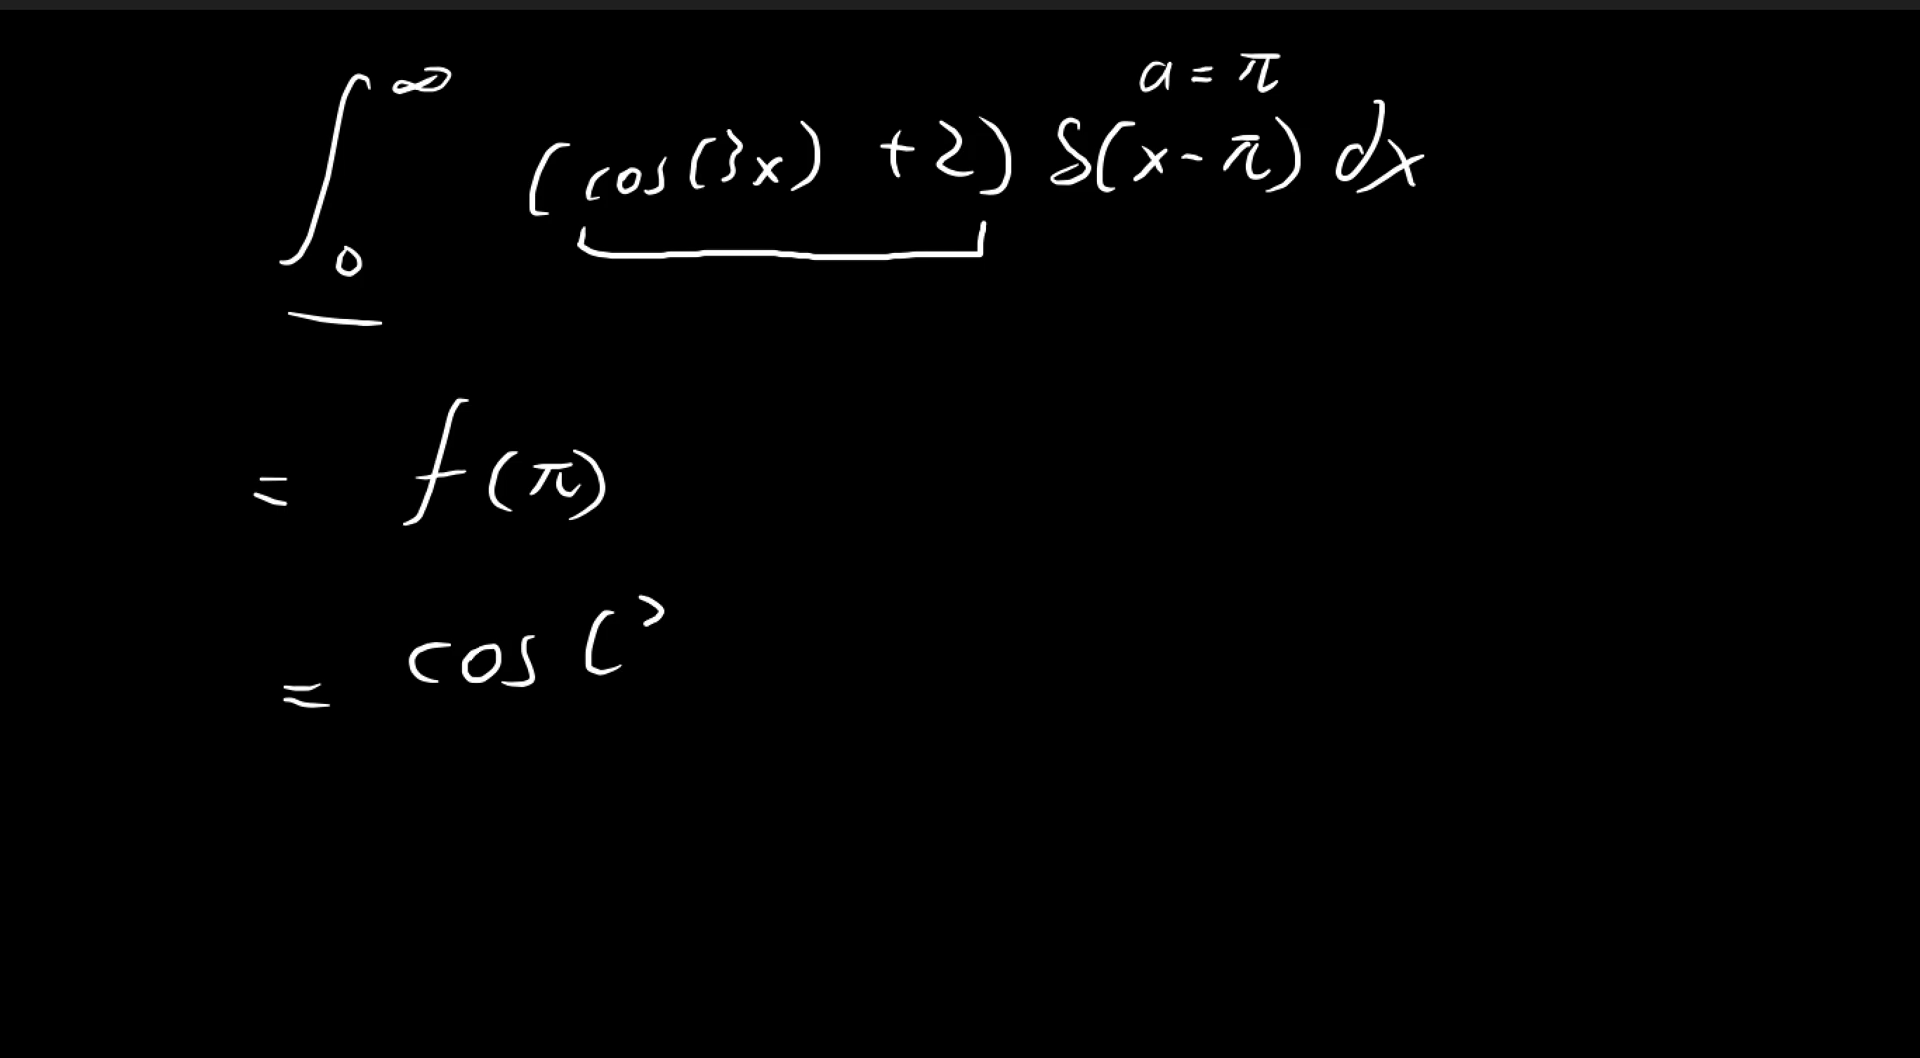 a = π
∫₀^∞ (cos(3x) + 2) δ(x - π) dx
= f(π)
= cos(